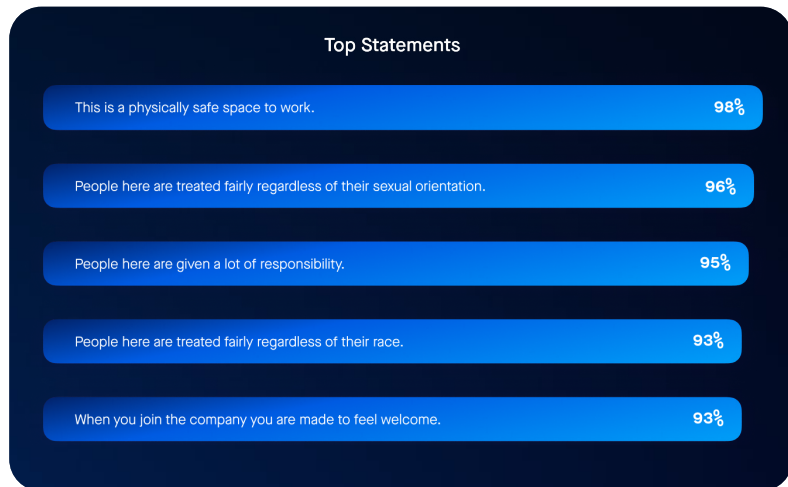 Top Statements
This is a physically safe space to work. 98%
People here are treated fairly regardless of their sexual orientation. 96%
People here are given a lot of responsibility. 95%
People here are treated fairly regardless of their race. 93%
When you join the company you are made to feel welcome. 93%